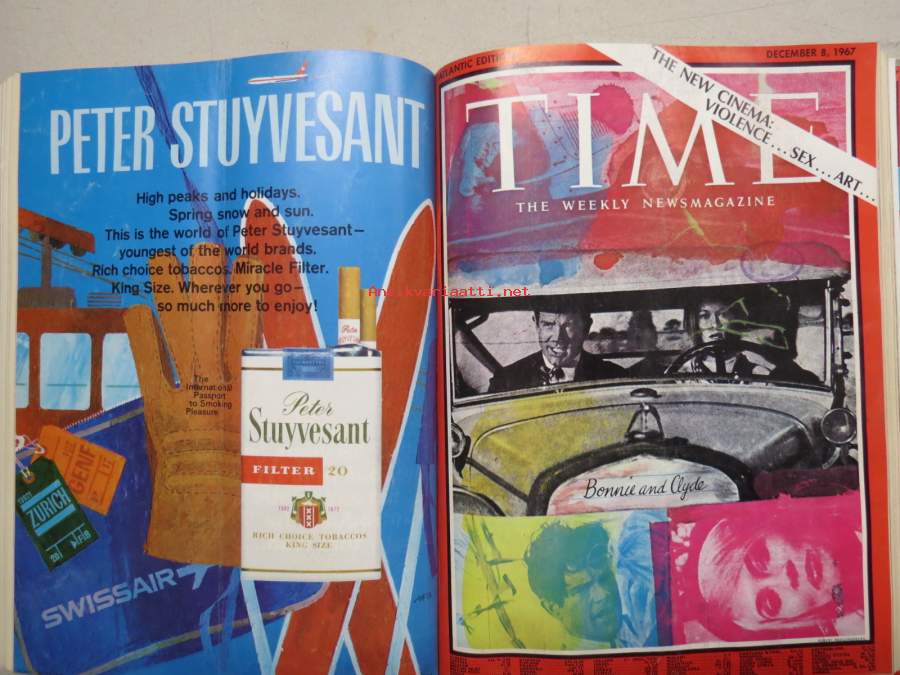 PETER STUYVESANT
High peaks and holidays.
Spring snow and sun.
This is the world of Peter Stuyvesant—
youngest of the world brands.
Rich choice tobaccos. Miracle Filter.
King Size. Wherever you go—
so much more to enjoy!
The
International
Passport
to Smoking
Pleasure
Peter
Stuyvesant
FILTER 20
RICH CHOICE TOBACCOS
KING SIZE
GENF
ZURICH
SWISSAIR
Antikvariaatti.net
ATLANTIC EDITION
DECEMBER 8, 1967
THE NEW CINEMA:
VIOLENCE... SEX... ART...
TIME
THE WEEKLY NEWSMAGAZINE
Bonnie and Clyde